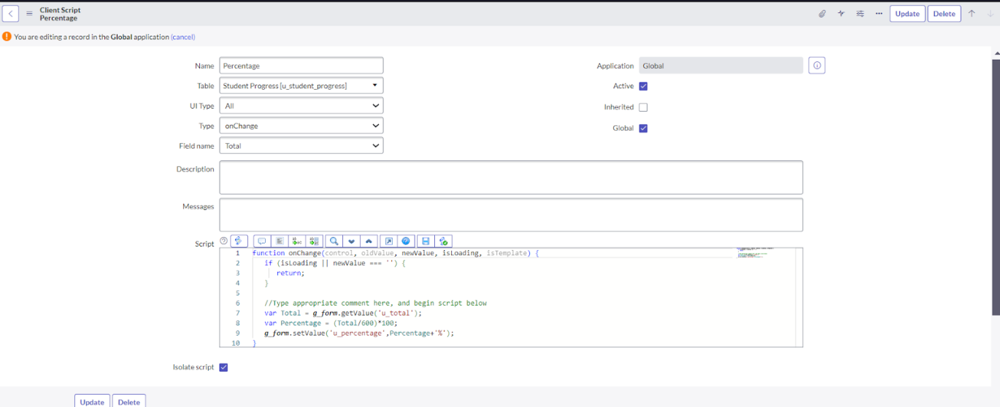 Client Script
Percentage
Update
Delete
You are editing a record in the Global application (cancel)
Name
Percentage
Application
Global
Table
Student Progress [u_student_progress]
Active
UI Type
All
Inherited
Type
onChange
Global
Field name
Total
Description
Messages
Script
1 function onChange(control, oldValue, newValue, isLoading, isTemplate) {
2 if (isLoading || newValue === '') {
3 return;
4 }
5
6 //Type appropriate comment here, and begin script below
7 var Total = g_form.getValue('u_total');
8 var Percentage = (Total/600)*100;
9 g_form.setValue('u_percentage',Percentage+'%');
10 }
Isolate script
Update
Delete